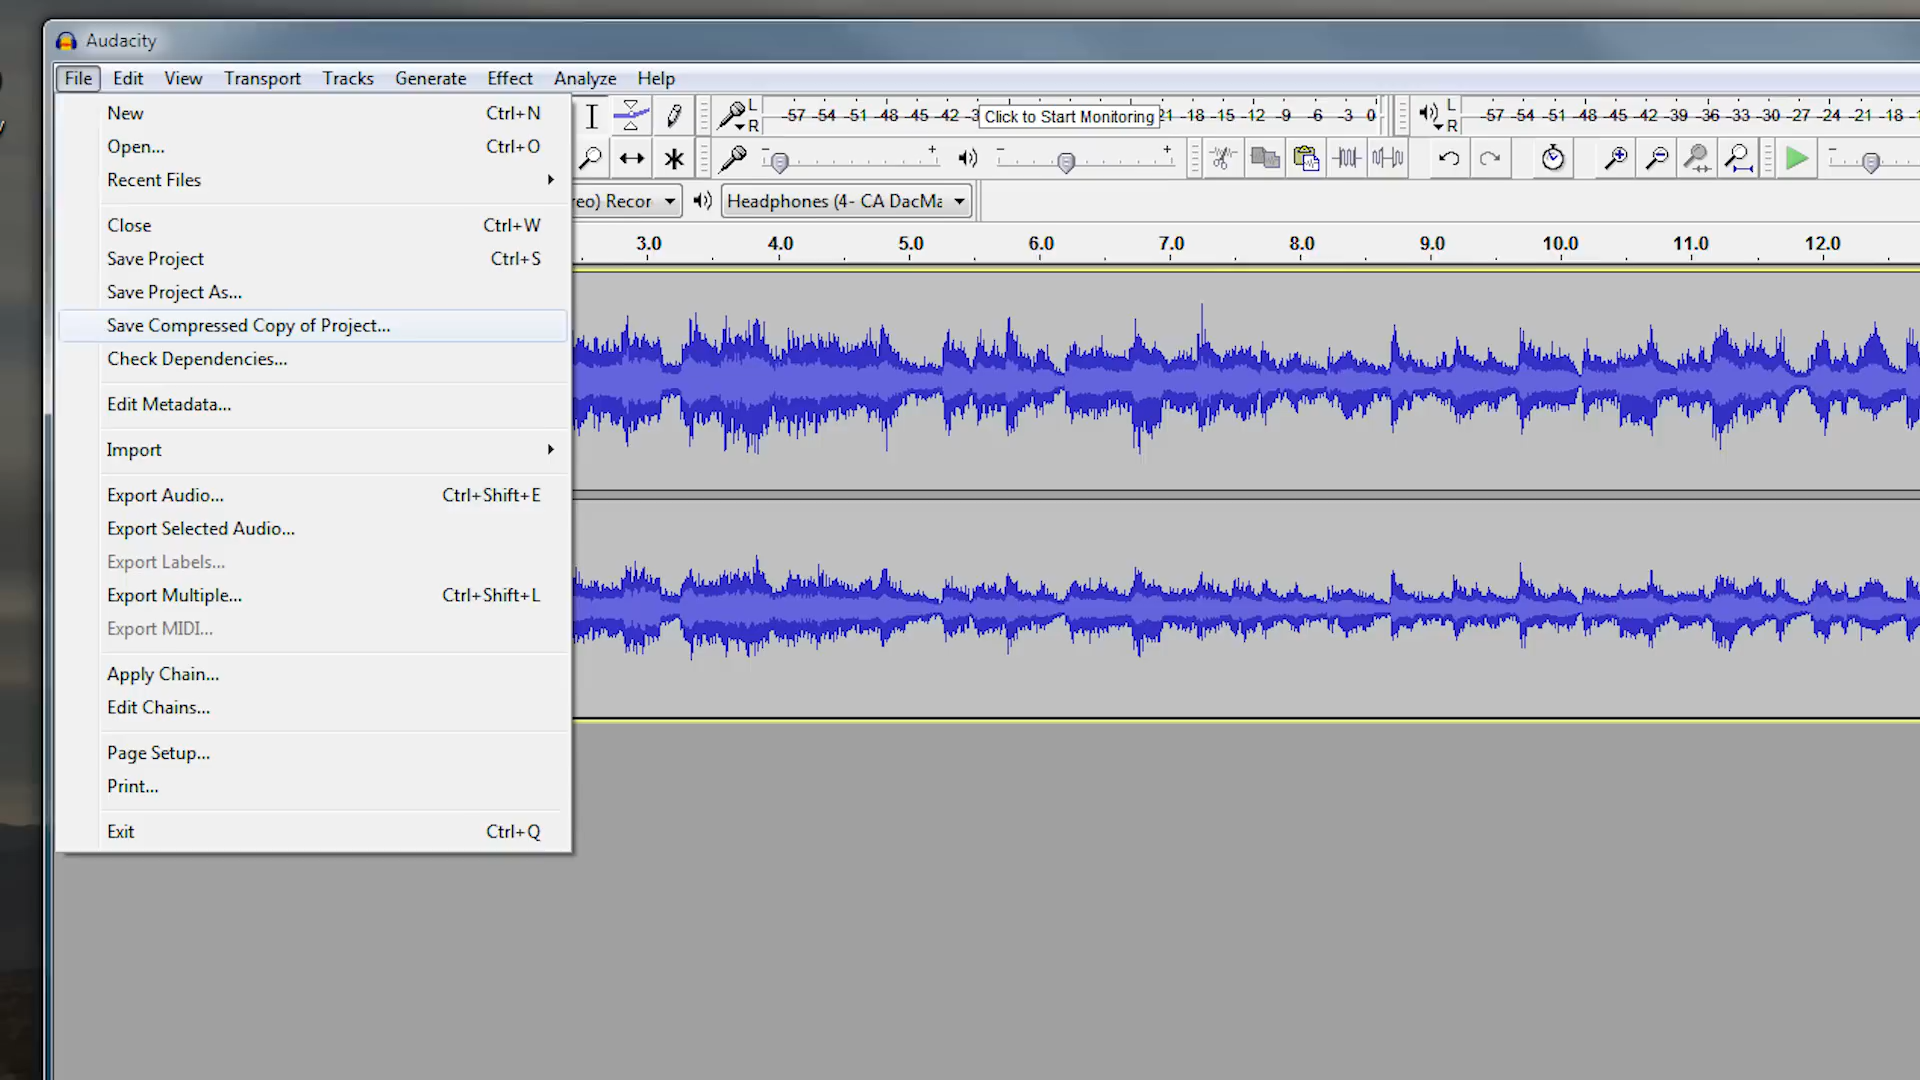 Audacity
File Edit View Transport Tracks Generate Effect Analyze Help
New Ctrl+N
Open... Ctrl+O
Recent Files
Close Ctrl+W
Save Project Ctrl+S
Save Project As...
Save Compressed Copy of Project...
Check Dependencies...
Edit Metadata...
Import
Export Audio... Ctrl+Shift+E
Export Selected Audio...
Export Labels...
Export Multiple... Ctrl+Shift+L
Export MIDI...
Apply Chain...
Edit Chains...
Page Setup...
Print...
Exit Ctrl+Q
L
R
-57 -54 -51 -48 -45 -42 -3 Click to Start Monitoring 21 -18 -15 -12 -9 -6 -3 0
L
R
-57 -54 -51 -48 -45 -42 -39 -36 -33 -30 -27 -24 -21 -18 -1
- + - + -
reo) Recor Headphones (4- CA DacMa
3.0 4.0 5.0 6.0 7.0 8.0 9.0 10.0 11.0 12.0